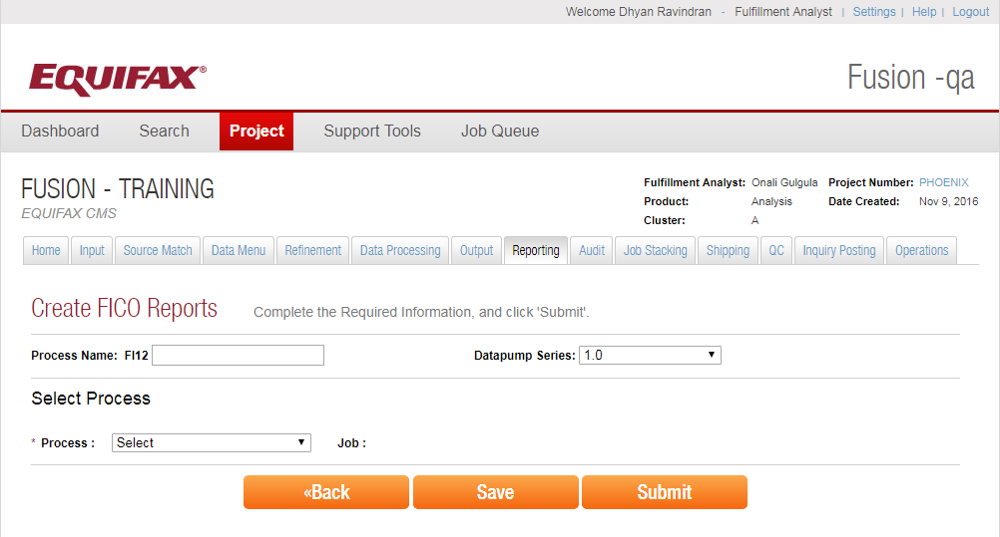 Welcome Dhyan Ravindran - Fulfillment Analyst | Settings | Help | Logout
EQUIFAX®
Fusion -qa
Dashboard Search Project Support Tools Job Queue
FUSION - TRAINING
EQUIFAX CMS
Fulfillment Analyst: Onali Gulgula Project Number: PHOENIX
Product: Analysis Date Created: Nov 9, 2016
Cluster: A
Home Input Source Match Data Menu Refinement Data Processing Output Reporting Audit Job Stacking Shipping QC Inquiry Posting Operations
Create FICO Reports Complete the Required Information, and click 'Submit'.
Process Name: FI12 Datapump Series: 1.0
Select Process
* Process : Select Job :
«Back Save Submit